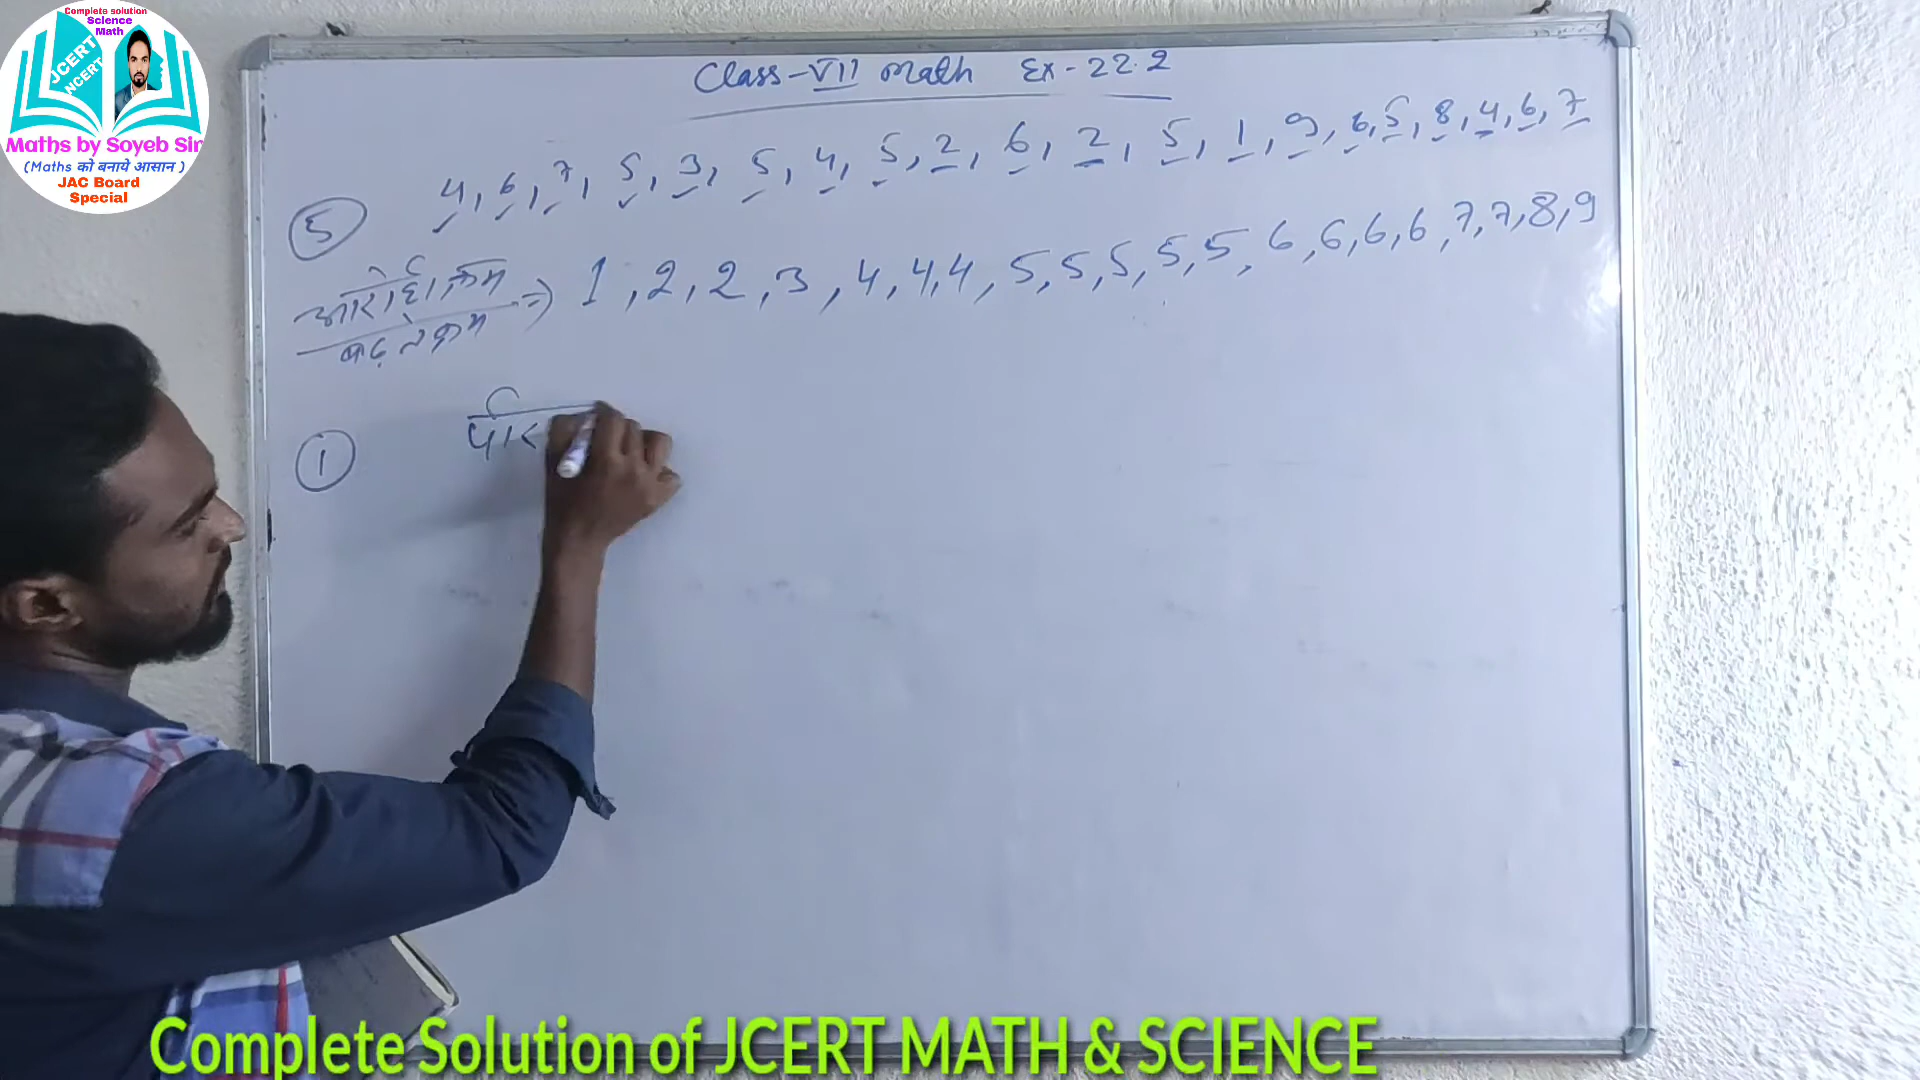 Complete solution
Science
Math
JCERT
NCERT
Maths by Soyeb Sir
(Maths को बनाये आसान )
JAC Board
Special
Class-VII Math Ex-22.2
5 4, 6, 7, 5, 3, 5, 4, 5, 2, 6, 2, 5, 1, 9, 6, 5, 8, 4, 6, 7
आरोही क्रम ⇒ 1, 2, 2, 3, 4, 4, 4, 5, 5, 5, 5, 5, 6, 6, 6, 6, 7, 7, 8, 9
बढ़ते क्रम
1
Complete Solution of JCERT MATH & SCIENCE